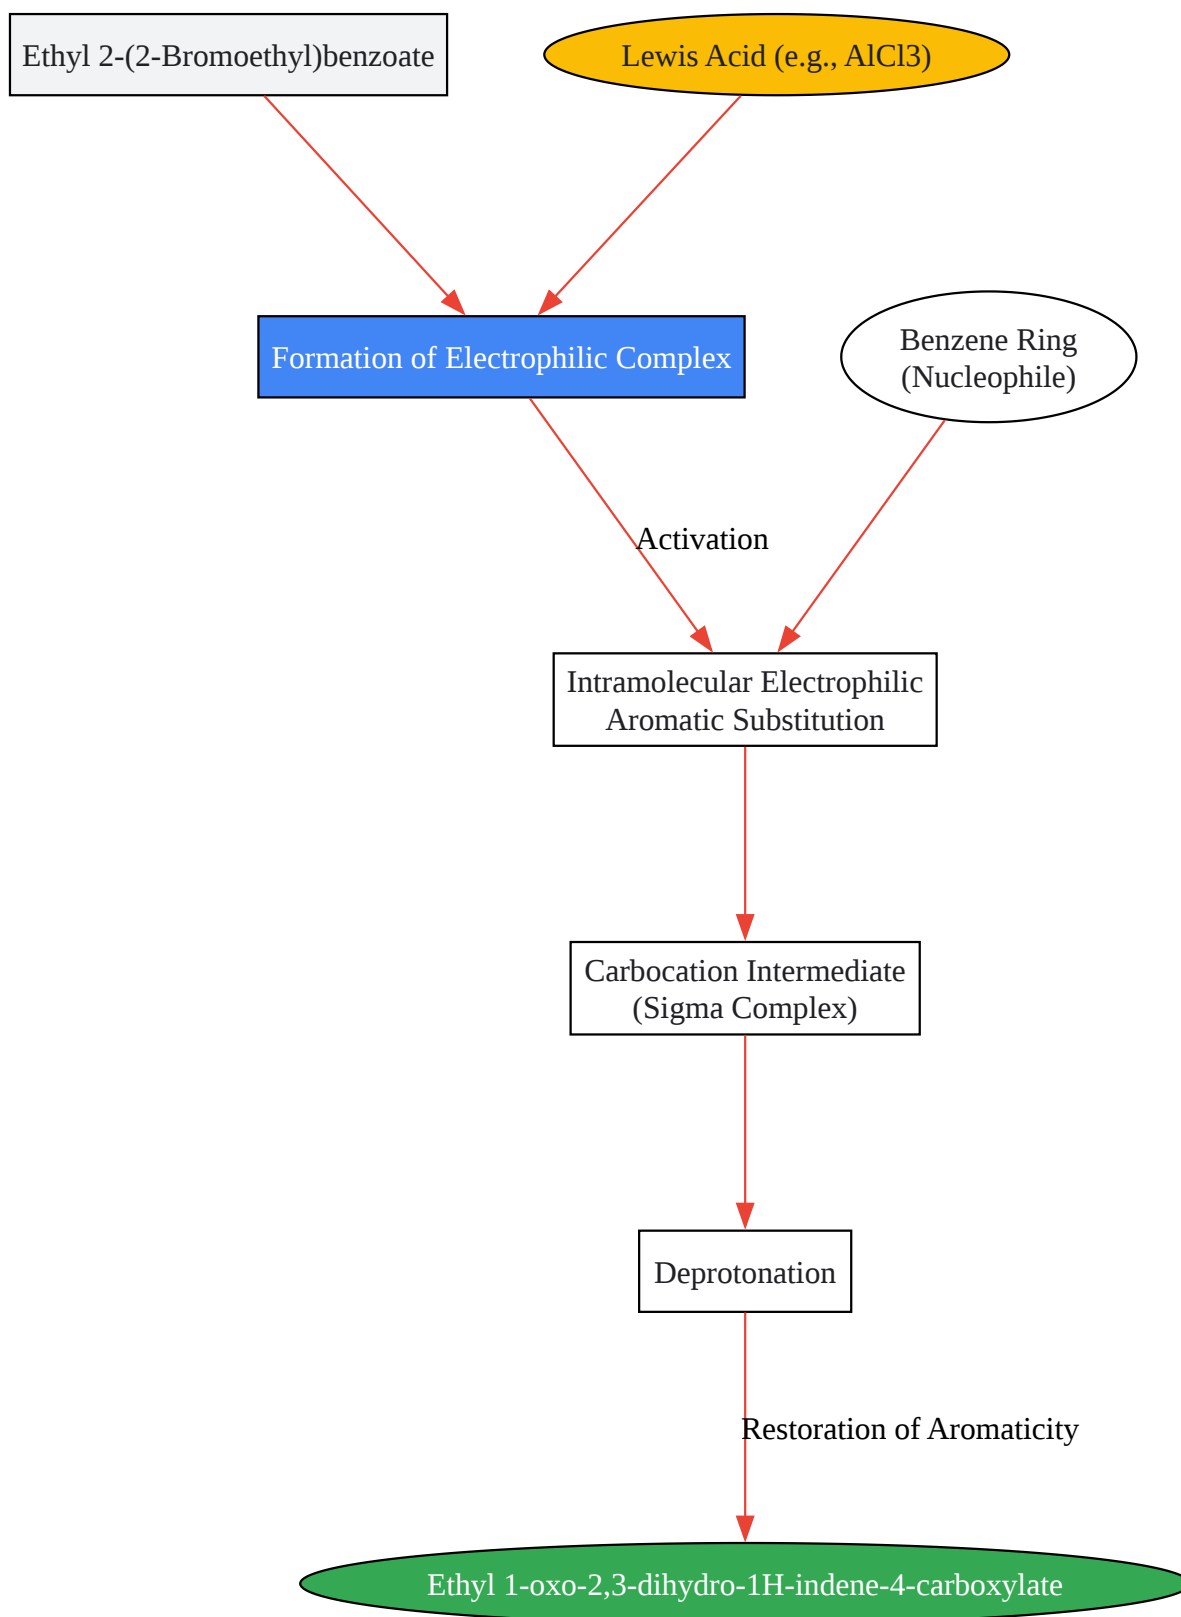 Ethyl 2-(2-Bromoethyl)benzoate
Lewis Acid (e.g., AlCl3)
Formation of Electrophilic Complex
Benzene Ring
(Nucleophile)
Activation
Intramolecular Electrophilic
Aromatic Substitution
Carbocation Intermediate
(Sigma Complex)
Deprotonation
Restoration of Aromaticity
Ethyl 1-oxo-2,3-dihydro-1H-indene-4-carboxylate